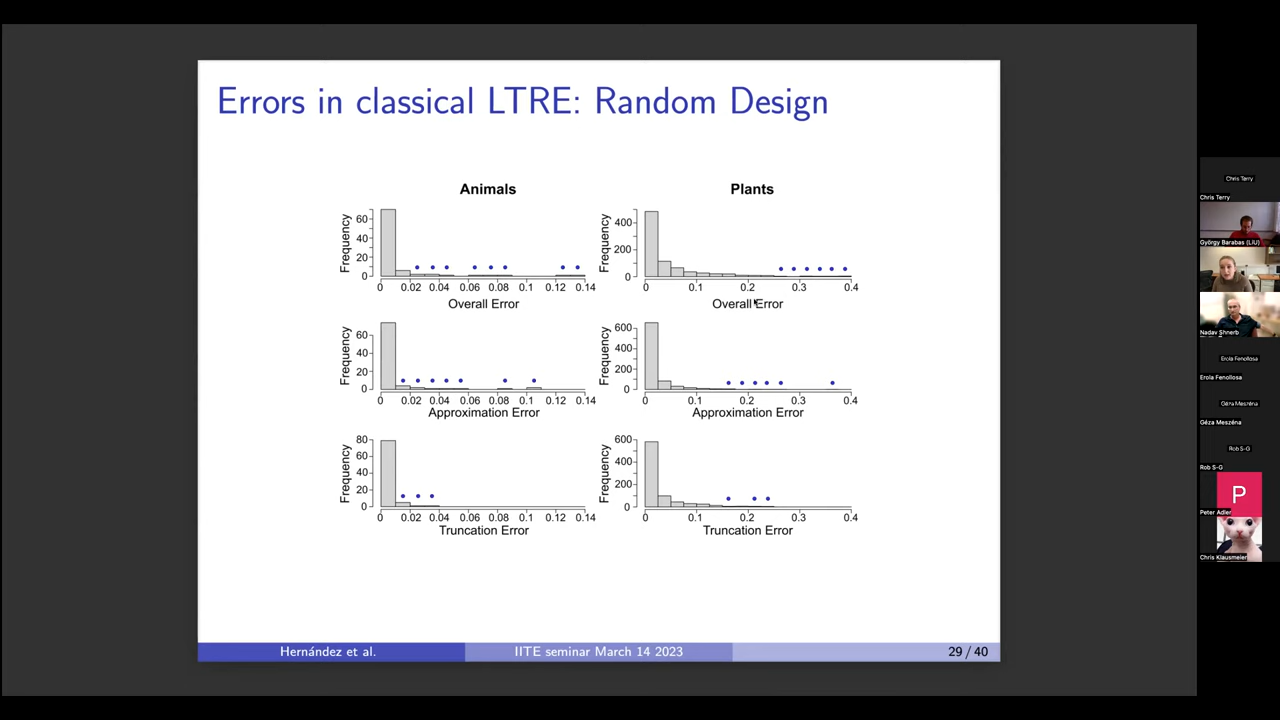 Errors in classical LTRE: Random Design
Animals
Plants
Frequency
0
20
40
60
0 0.02 0.04 0.06 0.08 0.1 0.12 0.14
Overall Error
Frequency
0
200
400
0 0.1 0.2 0.3 0.4
Overall Error
Frequency
0
20
40
60
0 0.02 0.04 0.06 0.08 0.1 0.12 0.14
Approximation Error
Frequency
0
200
400
600
0 0.1 0.2 0.3 0.4
Approximation Error
Frequency
0
20
40
60
80
0 0.02 0.04 0.06 0.08 0.1 0.12 0.14
Truncation Error
Frequency
0
200
400
600
0 0.1 0.2 0.3 0.4
Truncation Error
Hernández et al.
IITE seminar March 14 2023
29 / 40
Chris Terry
Chris Terry
György Barabas (LiU)
Nadav Shnerb
Erola Fenollosa
Erola Fenollosa
Géza Meszéna
Géza Meszéna
Rob S-G
Rob S-G
P
Peter Adler
Chris Klausmeier